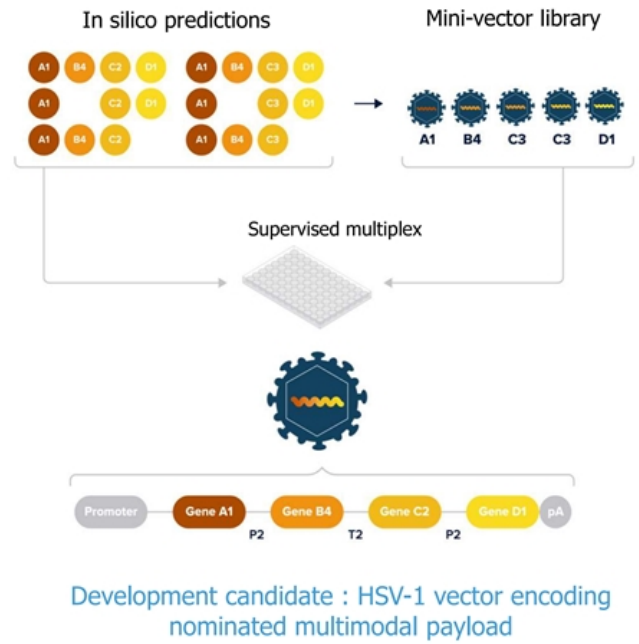 In silico predictions
Mini-vector library
A1 B4 C2 D1 A1 B4 C3 D1
A1 C2 D1 A1 C3 D1
A1 B4 C2 A1 B4 C3
A1 B4 C3 C3 D1
Supervised multiplex
Promoter Gene A1 Gene B4 Gene C2 Gene D1 pA
P2 T2 P2
Development candidate : HSV-1 vector encoding
nominated multimodal payload